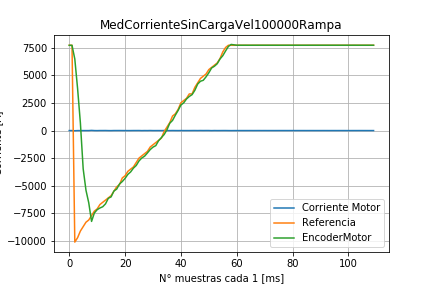 MedCorrienteSinCargaVel100000Rampa
7500
5000
2500
0
−2500
−5000
−7500
−10000
Corriente Motor
Referencia
EncoderMotor
0 20 40 60 80 100
N° muestras cada 1 [ms]